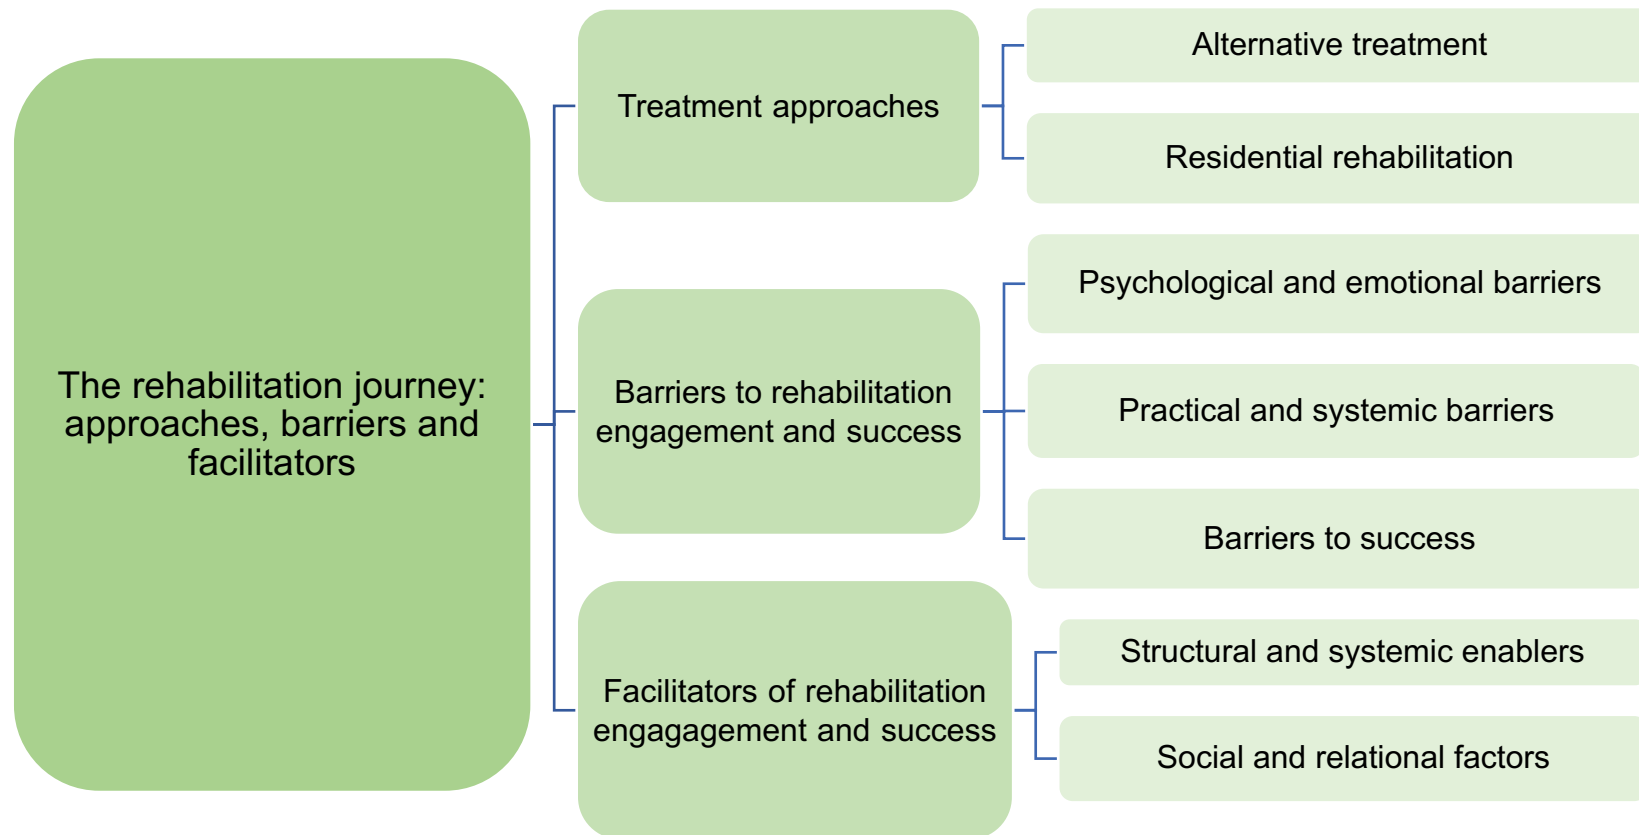 The rehabilitation journey:
approaches, barriers and
facilitators
Treatment approaches
Alternative treatment
Residential rehabilitation
Barriers to rehabilitation
engagement and success
Psychological and emotional barriers
Practical and systemic barriers
Barriers to success
Facilitators of rehabilitation
engagagement and success
Structural and systemic enablers
Social and relational factors